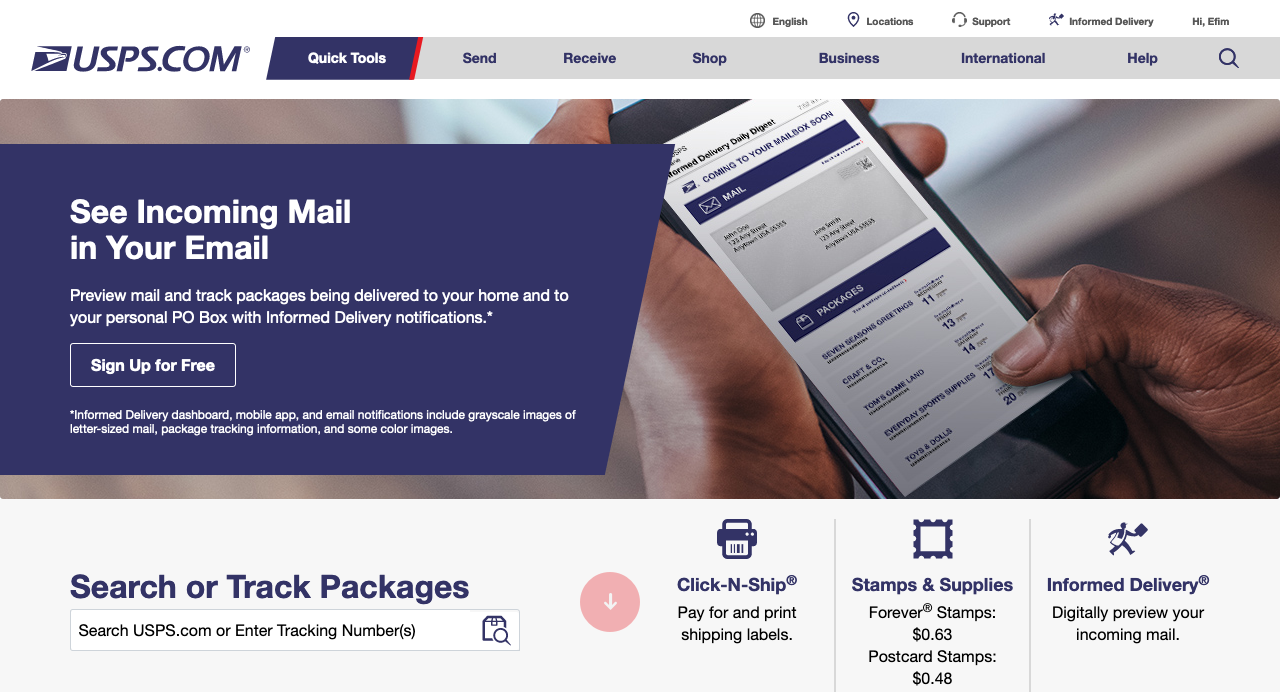 English
Locations
Support
Informed Delivery
Hi, Efim
USPS.COM®
Quick Tools
Send
Receive
Shop
Business
International
Help
See Incoming Mail
in Your Email
Preview mail and track packages being delivered to your home and to
your personal PO Box with Informed Delivery notifications.*
Sign Up for Free
*Informed Delivery dashboard, mobile app, and email notifications include grayscale images of
letter-sized mail, package tracking information, and some color images.
Delivery Daily Digest
COMING TO YOUR MAILBOX SOON
MAIL
John Doe
123 Any Street
Anytown USA 55555
Jane Smith
123 Any Street
Anytown USA 55555
PACKAGES
SEVEN SEASONS GREETINGS
11
CRAFT & CO.
13
TOM'S GAME LAND
14
EVERYDAY SPORTS SUPPLIES
17
TOYS & DOLLS
20
Search or Track Packages
Search USPS.com or Enter Tracking Number(s)
Click-N-Ship®
Pay for and print
shipping labels.
Stamps & Supplies
Forever® Stamps:
$0.63
Postcard Stamps:
$0.48
Informed Delivery®
Digitally preview your
incoming mail.